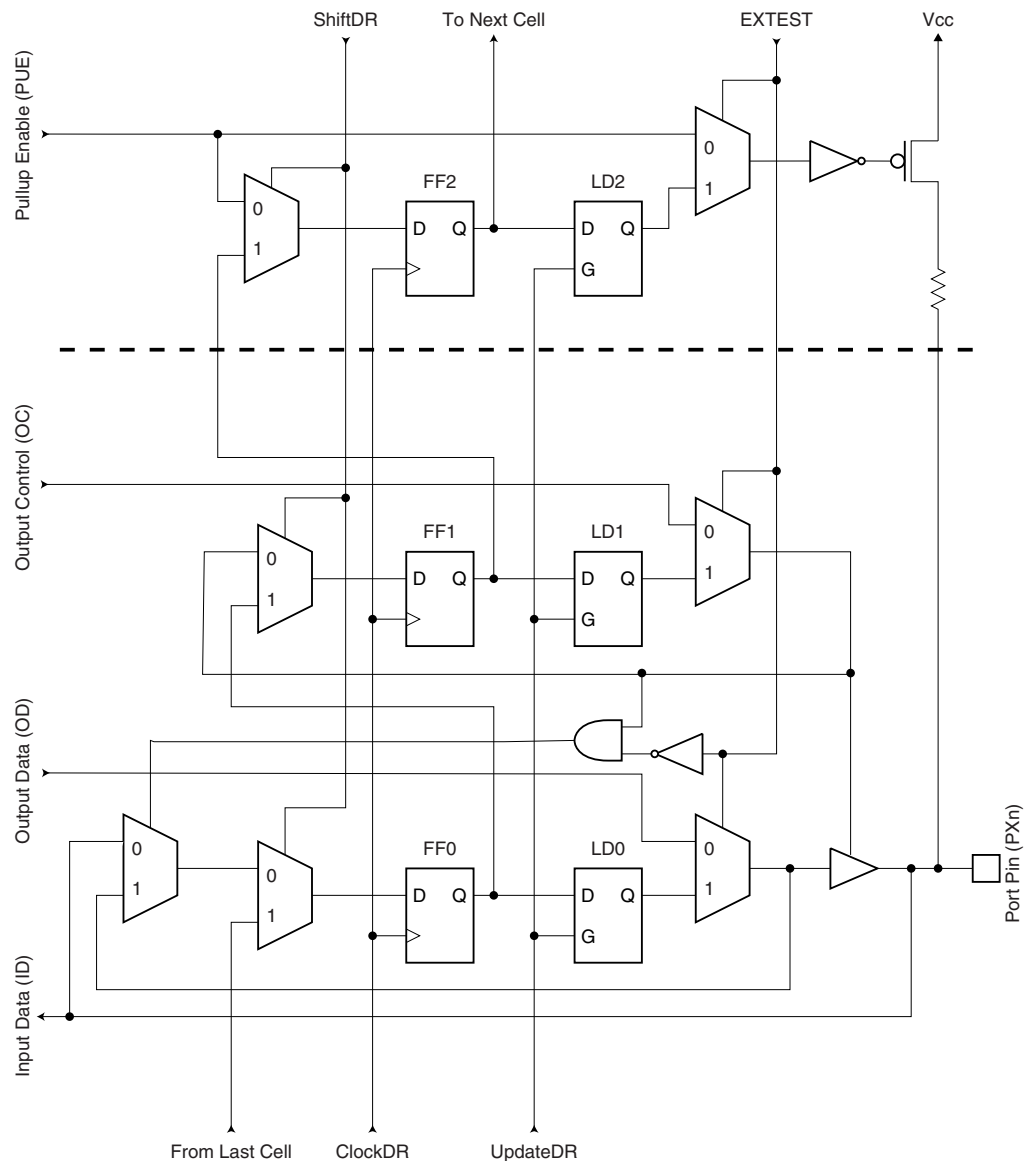 ShiftDR
To Next Cell
EXTEST
Vcc
Pullup Enable (PUE)
0
1
FF2
D Q
LD2
D Q
G
0
1
Output Control (OC)
0
1
FF1
D Q
LD1
D Q
G
0
1
Output Data (OD)
0
1
0
1
FF0
D Q
LD0
D Q
G
0
1
Port Pin (PXn)
Input Data (ID)
From Last Cell
ClockDR
UpdateDR